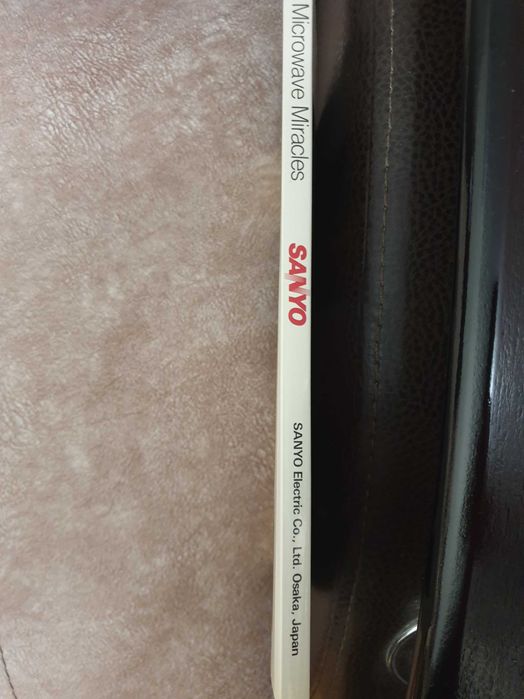 Microwave Miracles
SANYO
SANYO Electric Co., Ltd. Osaka, Japan